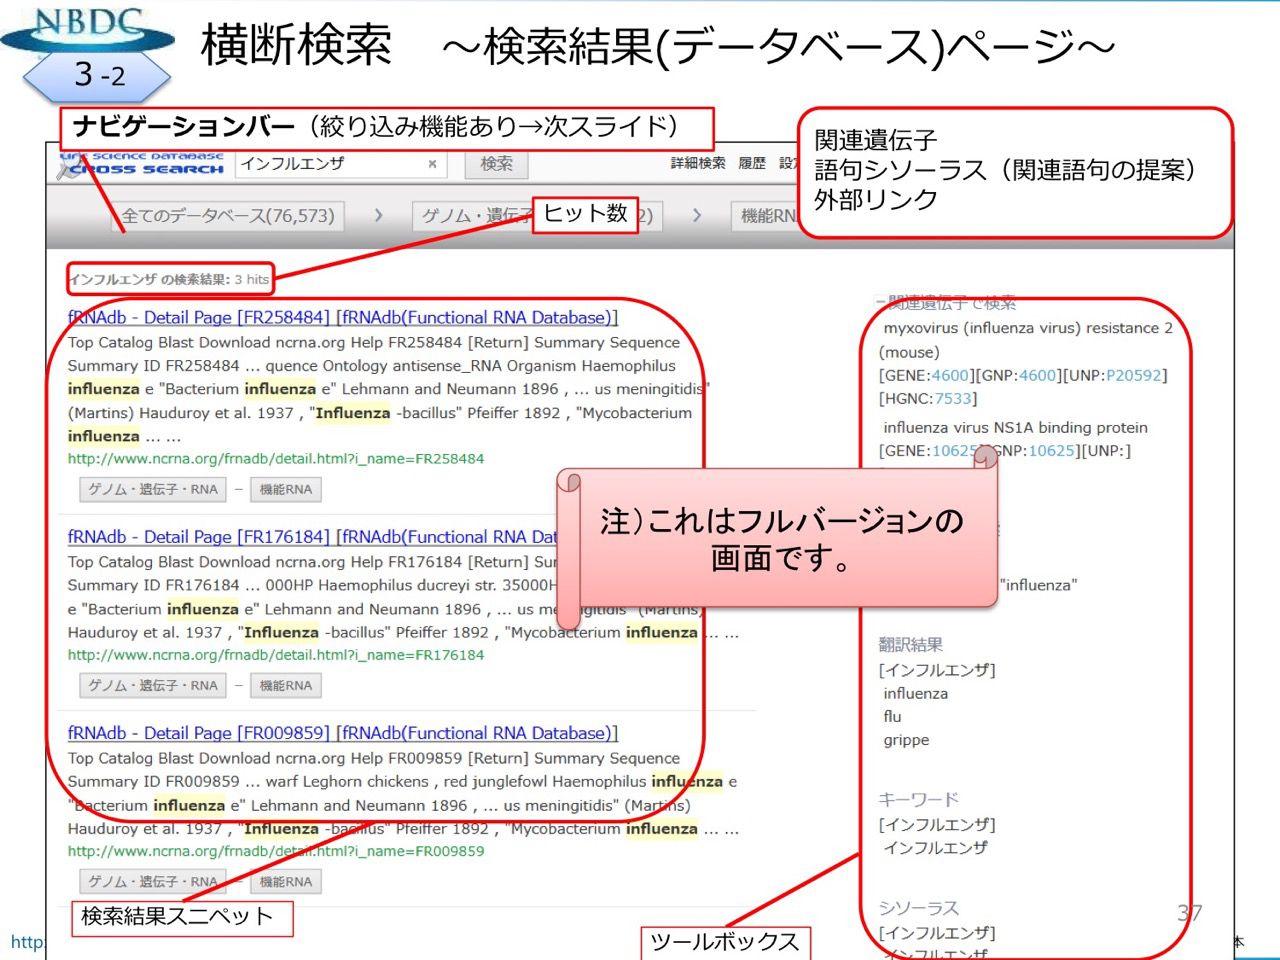 NBDC
3-2
横断検索　～検索結果(データベース)ページ～
ナビゲーションバー（絞り込み機能あり→次スライド）
関連遺伝子
語句シソーラス（関連語句の提案）
外部リンク
LIFE SCIENCE DATABASE
CROSS SEARCH
インフルエンザ × 検索 詳細検索 履歴
全てのデータベース(76,573) > ゲノム・遺伝子 2) > 機能RN
ヒット数
インフルエンザ の検索結果: 3 hits
fRNAdb - Detail Page [FR258484] [fRNAdb(Functional RNA Database)]
Top Catalog Blast Download ncrna.org Help FR258484 [Return] Summary Sequence
Summary ID FR258484 ... quence Ontology antisense_RNA Organism Haemophilus
influenza e "Bacterium influenza e" Lehmann and Neumann 1896 , ... us meningitidis"
(Martins) Hauduroy et al. 1937 , "Influenza -bacillus" Pfeiffer 1892 , "Mycobacterium
influenza ... ...
http://www.ncrna.org/frnadb/detail.html?i_name=FR258484
ゲノム・遺伝子・RNA － 機能RNA
fRNAdb - Detail Page [FR176184] [fRNAdb(Functional RNA Dat
Top Catalog Blast Download ncrna.org Help FR176184 [Return] Sur
Summary ID FR176184 ... 000HP Haemophilus ducreyi str. 35000H
e "Bacterium influenza e" Lehmann and Neumann 1896 , ... us meningitidis" (Martins)
Hauduroy et al. 1937 , "Influenza -bacillus" Pfeiffer 1892 , "Mycobacterium influenza ... ...
http://www.ncrna.org/frnadb/detail.html?i_name=FR176184
ゲノム・遺伝子・RNA － 機能RNA
fRNAdb - Detail Page [FR009859] [fRNAdb(Functional RNA Database)]
Top Catalog Blast Download ncrna.org Help FR009859 [Return] Summary Sequence
Summary ID FR009859 ... warf Leghorn chickens , red junglefowl Haemophilus influenza e
"Bacterium influenza e" Lehmann and Neumann 1896 , ... us meningitidis" (Martins)
Hauduroy et al. 1937 , "Influenza -bacillus" Pfeiffer 1892 , "Mycobacterium influenza ... ...
http://www.ncrna.org/frnadb/detail.html?i_name=FR009859
ゲノム・遺伝子・RNA － 機能RNA
検索結果スニペット
関連遺伝子で検索
myxovirus (influenza virus) resistance 2
(mouse)
[GENE:4600][GNP:4600][UNP:P20592]
[HGNC:7533]
influenza virus NS1A binding protein
[GENE:10625][GNP:10625][UNP:]
注）これはフルバージョンの
画面です。
"influenza"
翻訳結果
[インフルエンザ]
influenza
flu
grippe
キーワード
[インフルエンザ]
インフルエンザ
シソーラス
[インフルエンザ]
インフルエンザ
ツールボックス
37
http
本